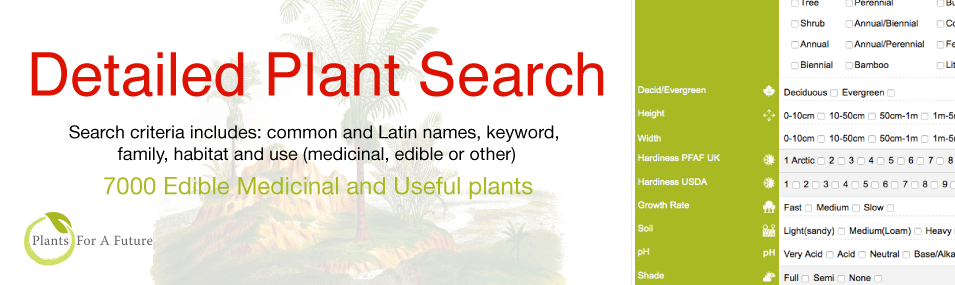 Detailed Plant Search
Search criteria includes: common and Latin names, keyword,
family, habitat and use (medicinal, edible or other)
7000 Edible Medicinal and Useful plants
Plants For A Future
Tree Perennial
Shrub Annual/Biennial
Annual Annual/Perennial
Biennial Bamboo
Decid/Evergreen Deciduous Evergreen
Height 0-10cm 10-50cm 50cm-1m
Width 0-10cm 10-50cm 50cm-1m
Hardiness PFAF UK 1 Arctic 2 3 4 5 6 7 8
Hardiness USDA 1 2 3 4 5 6 7 8 9
Growth Rate Fast Medium Slow
Soil Light(sandy) Medium(Loam) Heavy
pH pH Very Acid Acid Neutral Base/Alka
Shade Full Semi None